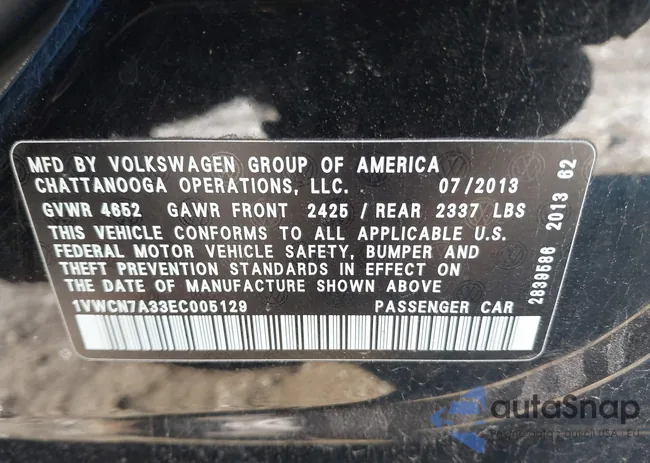 MFD BY VOLKSWAGEN GROUP OF AMERICA
CHATTANOOGA OPERATIONS, LLC. 07/2013
GVWR 4652 GAWR FRONT 2425 / REAR 2337 LBS
THIS VEHICLE CONFORMS TO ALL APPLICABLE U.S.
FEDERAL MOTOR VEHICLE SAFETY, BUMPER AND
THEFT PREVENTION STANDARDS IN EFFECT ON
THE DATE OF MANUFACTURE SHOWN ABOVE
1VWCN7A33EC005129 PASSENGER CAR
2839586 2013 62
autoSnap